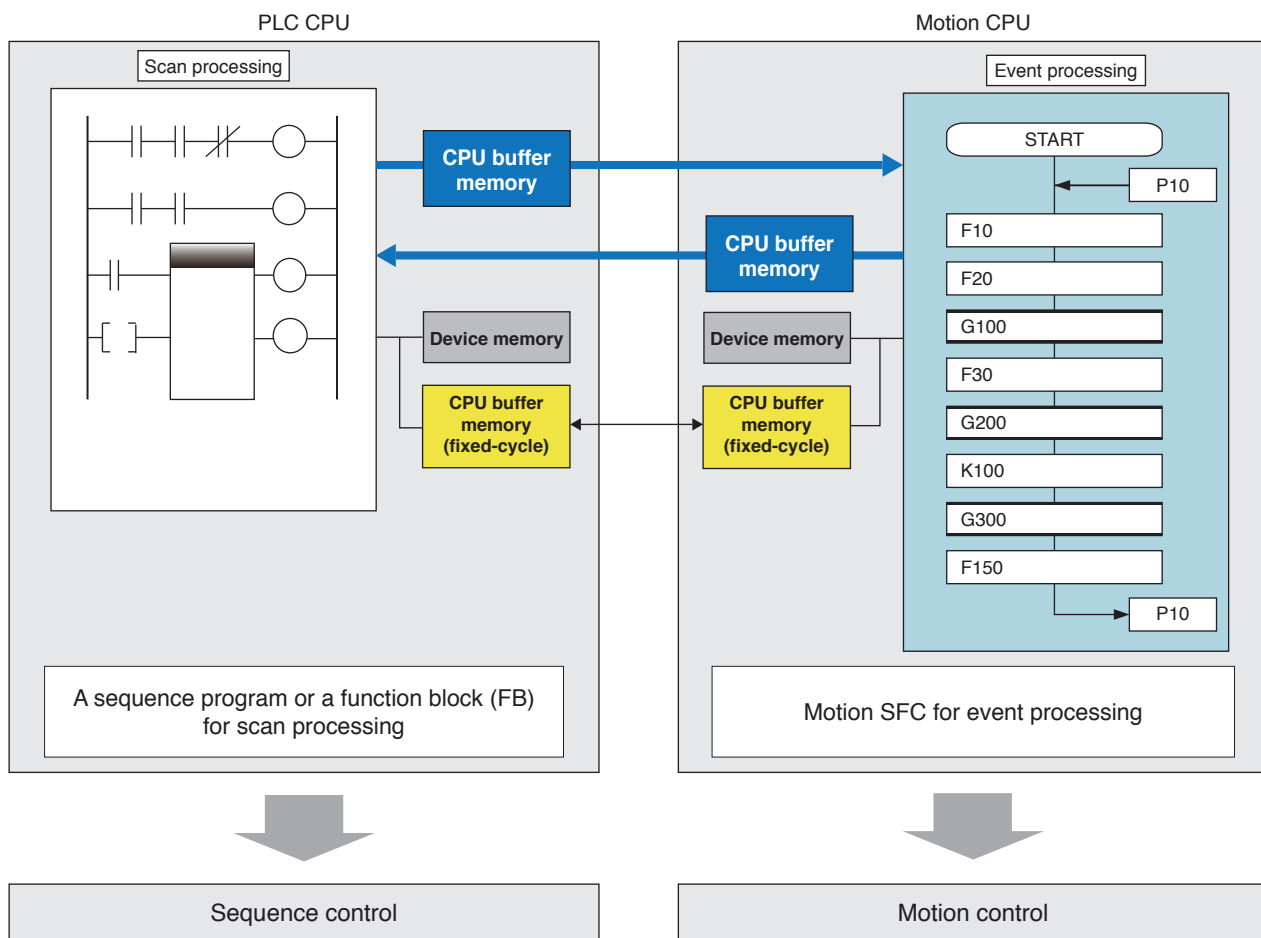 PLC CPU
Motion CPU
Scan processing
Event processing
CPU buffer
memory
START
P10
F10
CPU buffer
memory
F20
Device memory
Device memory
G100
F30
CPU buffer
memory
(fixed-cycle)
CPU buffer
memory
(fixed-cycle)
G200
K100
G300
F150
P10
A sequence program or a function block (FB)
for scan processing
Motion SFC for event processing
Sequence control
Motion control